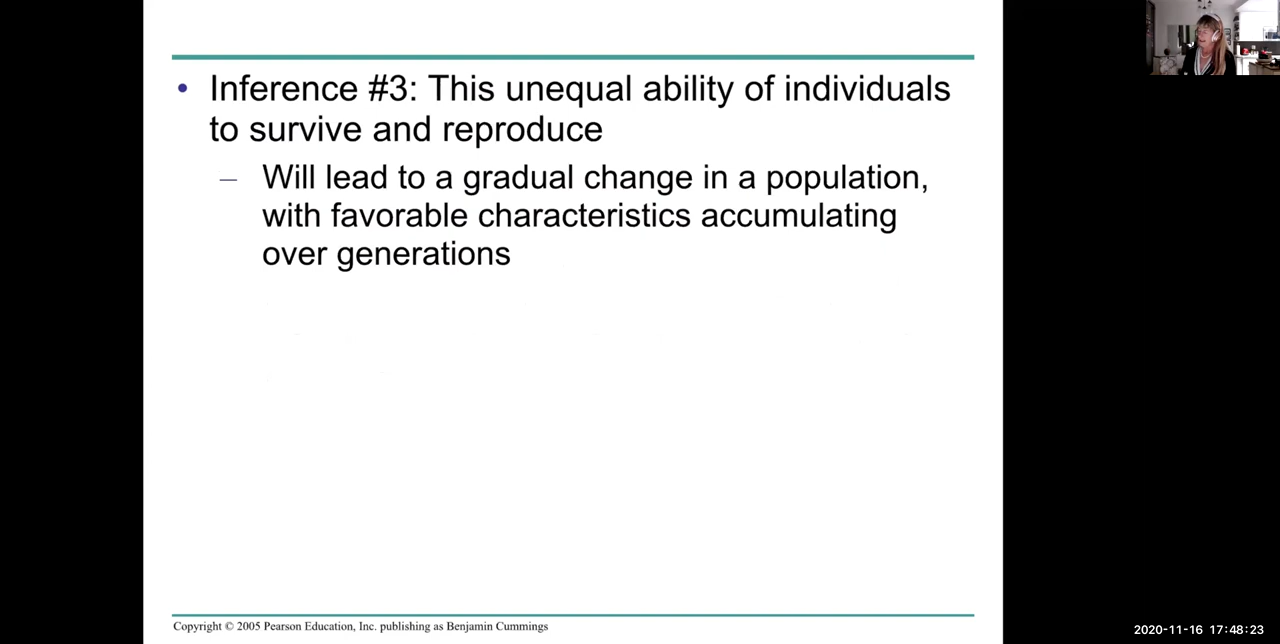 • Inference #3: This unequal ability of individuals
to survive and reproduce
– Will lead to a gradual change in a population,
with favorable characteristics accumulating
over generations
Copyright © 2005 Pearson Education, Inc. publishing as Benjamin Cummings
2020-11-16 17:48:23